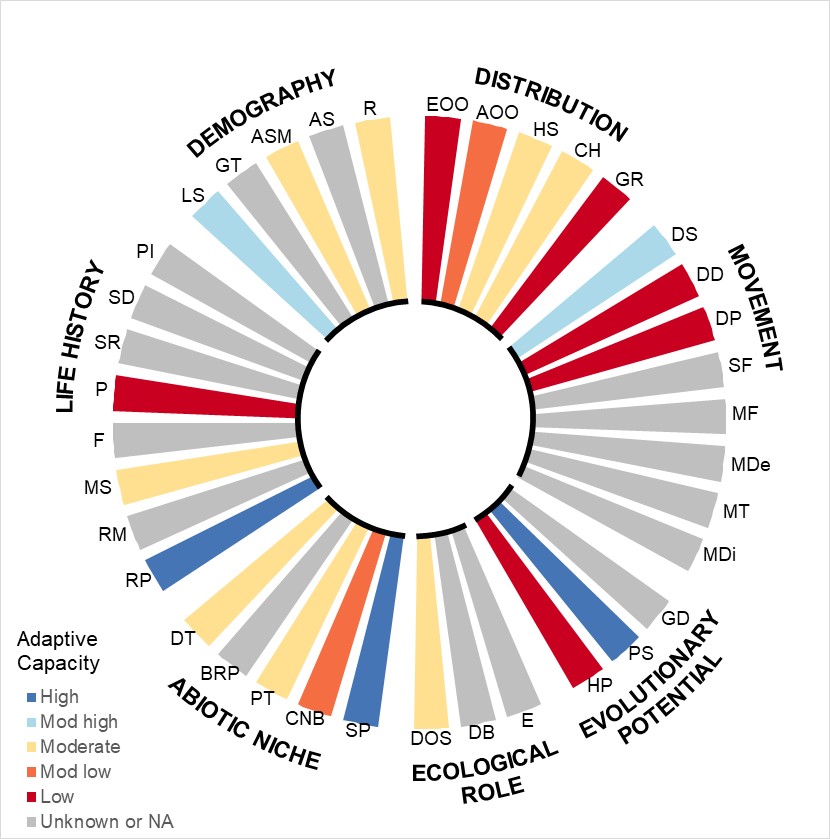 DISTRIBUTION
EOO
AOO
HS
CH
GR
MOVEMENT
DS
DD
DP
SF
MF
MDe
MT
MDi
EVOLUTIONARY
POTENTIAL
GD
PS
HP
ECOLOGICAL
ROLE
E
DB
DOS
ABIOTIC NICHE
SP
CNB
PT
BRP
DT
LIFE HISTORY
RP
RM
MS
F
P
SR
SD
PI
DEMOGRAPHY
LS
GT
ASM
AS
R
Adaptive
Capacity
High
Mod high
Moderate
Mod low
Low
Unknown or NA